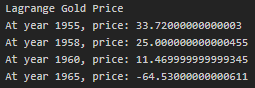 Lagrange Gold Price
At year 1955, price: 33.72000000000003
At year 1958, price: 25.000000000000455
At year 1960, price: 11.469999999999345
At year 1965, price: -64.53000000000611